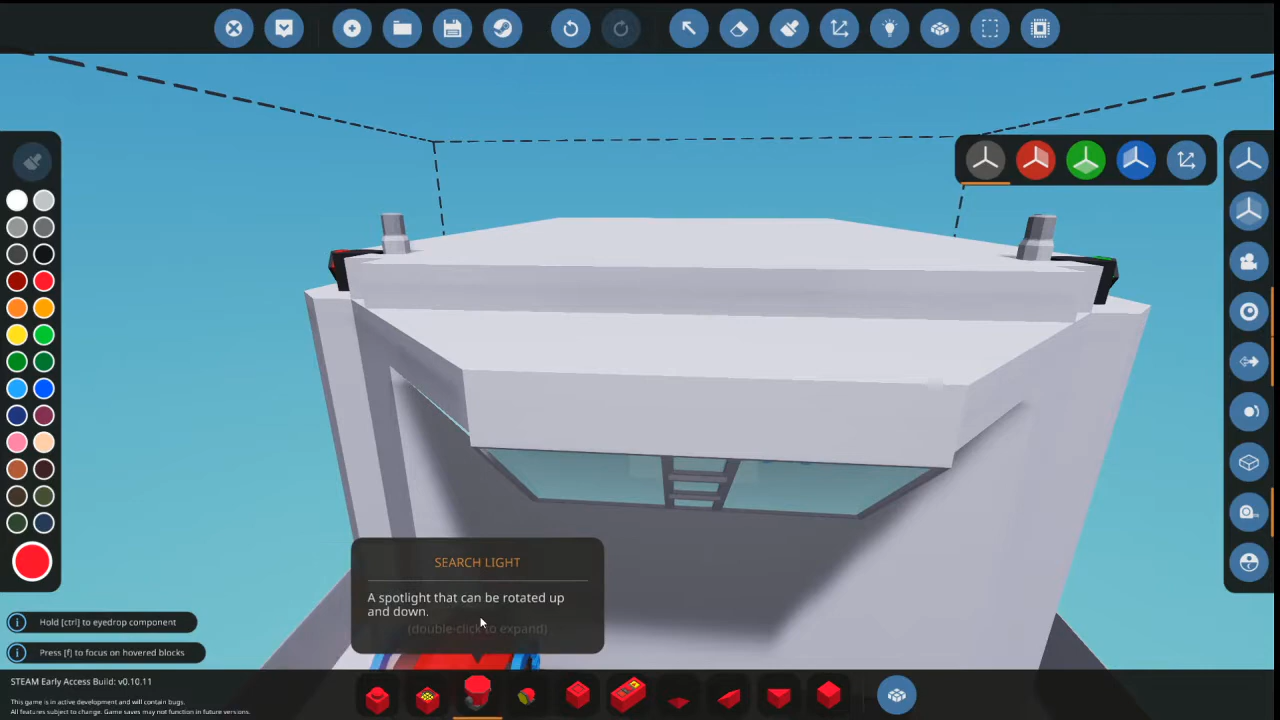 SEARCH LIGHT
A spotlight that can be rotated up
and down.
(double-click to expand)
Hold [ctrl] to eyedrop component
Press [f] to focus on hovered blocks
STEAM Early Access Build: v0.10.11
This game is in active development and will contain bugs.
All features subject to change. Game saves may not function in future versions.